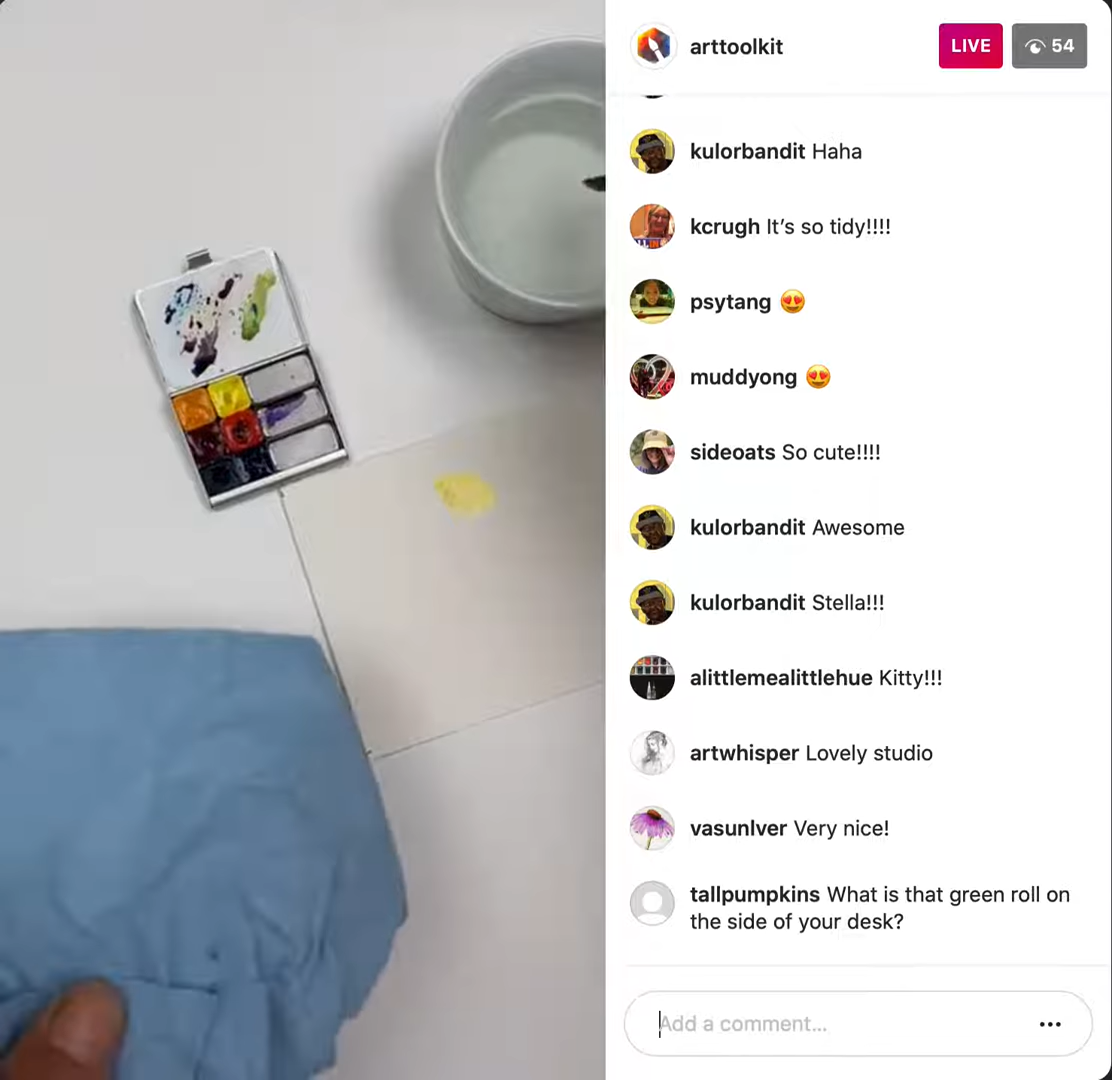 arttoolkit
LIVE
54
kulorbandit Haha
kcrugh It's so tidy!!!!
psytang 😍
muddyong 😍
sideoats So cute!!!!
kulorbandit Awesome
kulorbandit Stella!!!
alittlemealittlehue Kitty!!!
artwhisper Lovely studio
vasunlver Very nice!
tallpumpkins What is that green roll on
the side of your desk?
Add a comment...